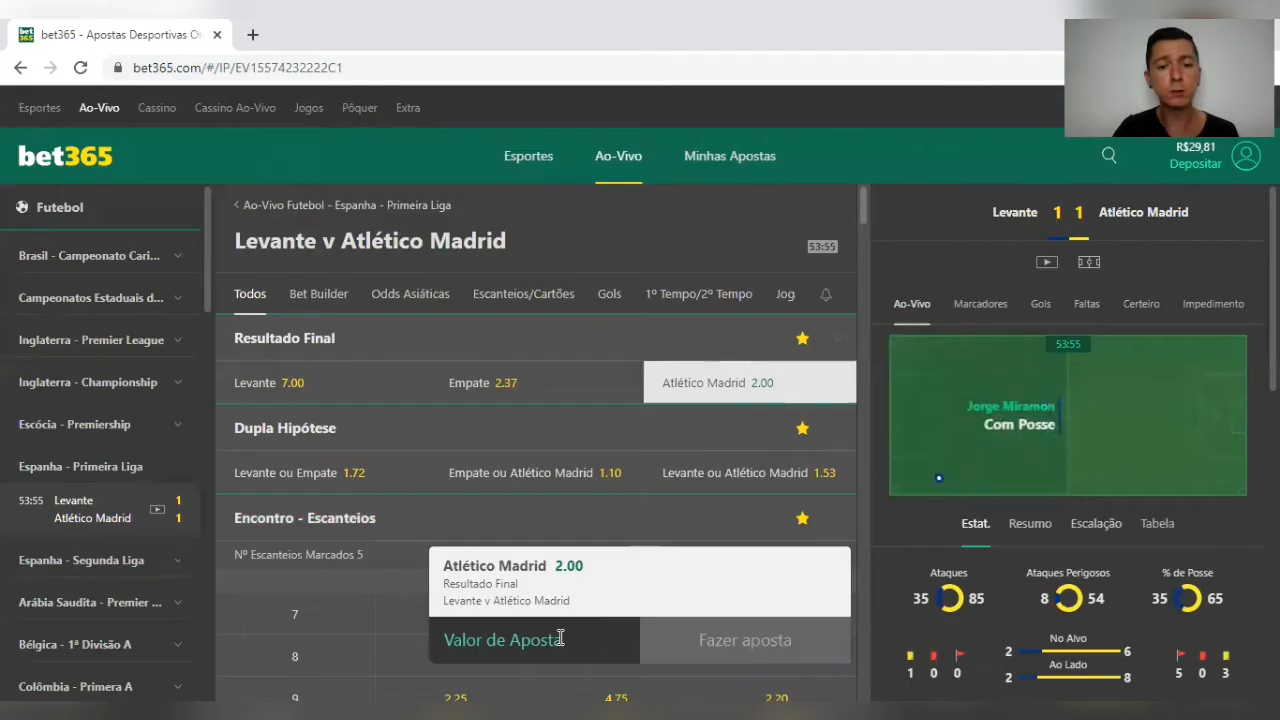 bet365 - Apostas Desportivas On
bet365.com/#/IP/EV15574232222C1
Esportes Ao-Vivo Cassino Cassino Ao-Vivo Jogos Pôquer Extra
bet365
Esportes Ao-Vivo Minhas Apostas
R$29,81
Depositar
Futebol
Brasil - Campeonato Cari...
Campeonatos Estaduais d...
Inglaterra - Premier League
Inglaterra - Championship
Escócia - Premiership
Espanha - Primeira Liga
53:55 Levante 1
Atlético Madrid 1
Espanha - Segunda Liga
Arábia Saudita - Premier ...
Bélgica - 1ª Divisão A
Colômbia - Primera A
Ao-Vivo Futebol - Espanha - Primeira Liga
Levante v Atlético Madrid 53:55
Todos Bet Builder Odds Asiáticas Escanteios/Cartões Gols 1º Tempo/2º Tempo Jog
Resultado Final
Levante 7.00 Empate 2.37 Atlético Madrid 2.00
Dupla Hipótese
Levante ou Empate 1.72 Empate ou Atlético Madrid 1.10 Levante ou Atlético Madrid 1.53
Encontro - Escanteios
Nº Escanteios Marcados 5
7
8
9 2.25 4.75 2.20
Atlético Madrid 2.00
Resultado Final
Levante v Atlético Madrid
Valor de Aposta Fazer aposta
Levante 1 1 Atlético Madrid
Ao-Vivo Marcadores Gols Faltas Certeiro Impedimento
53:55
Jorge Miramon
Com Posse
Estat. Resumo Escalação Tabela
Ataques Ataques Perigosos % de Posse
35 85 8 54 35 65
No Alvo
2 6
Ao Lado
2 8
1 0 0 5 0 3